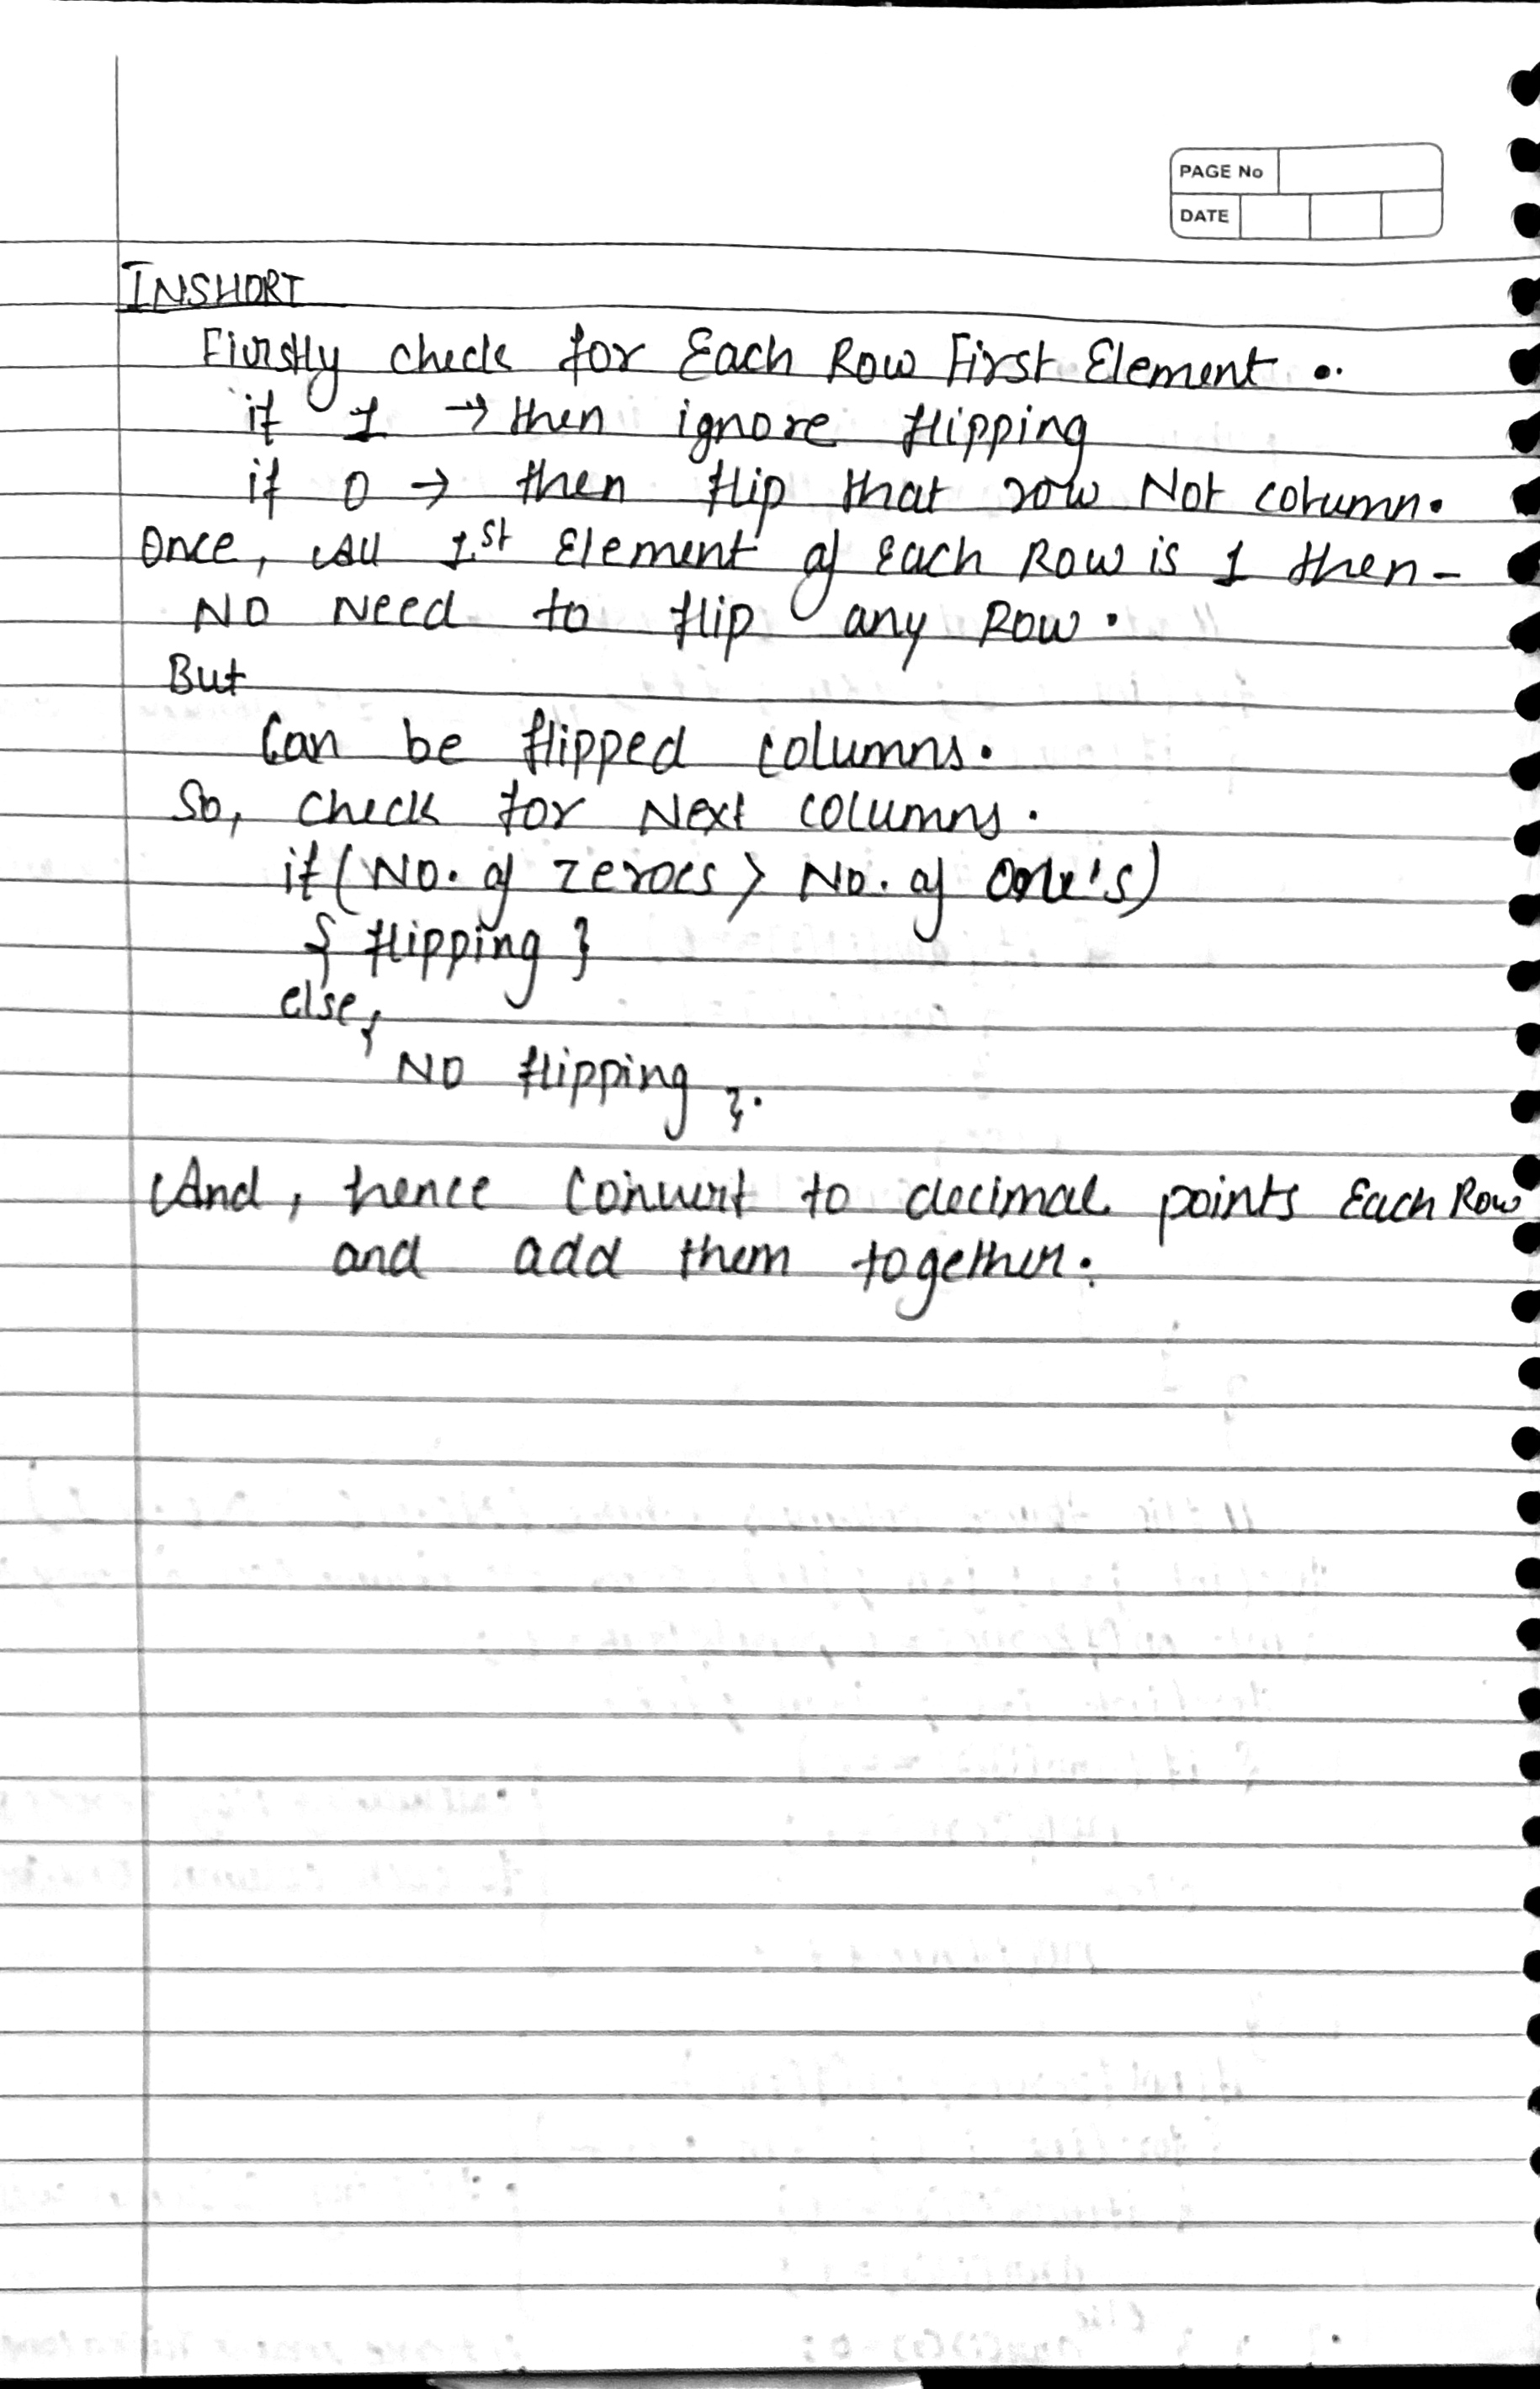 PAGE No
DATE
INSHORT
Firstly check for Each Row First Element.
if 1 → then ignore flipping
if 0 → then flip that row Not column.
Once, All 1st Element of Each Row is 1 then-
NO Need to flip any Row.
But
Can be flipped columns.
So, check for Next columns.
if (No. of zeroes > No. of one's)
{ flipping }
else {
NO flipping }.
And, hence Convert to decimal points Each Row
and add them together.